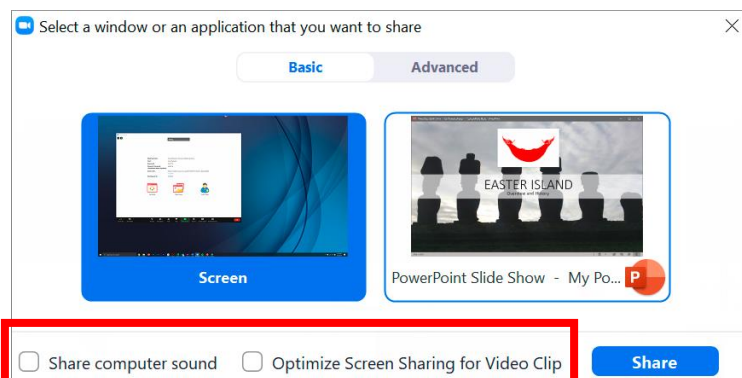 Select a window or an application that you want to share
Basic
Advanced
EASTER ISLAND
Screen
PowerPoint Slide Show - My Po...
P
Share computer sound
Optimize Screen Sharing for Video Clip
Share